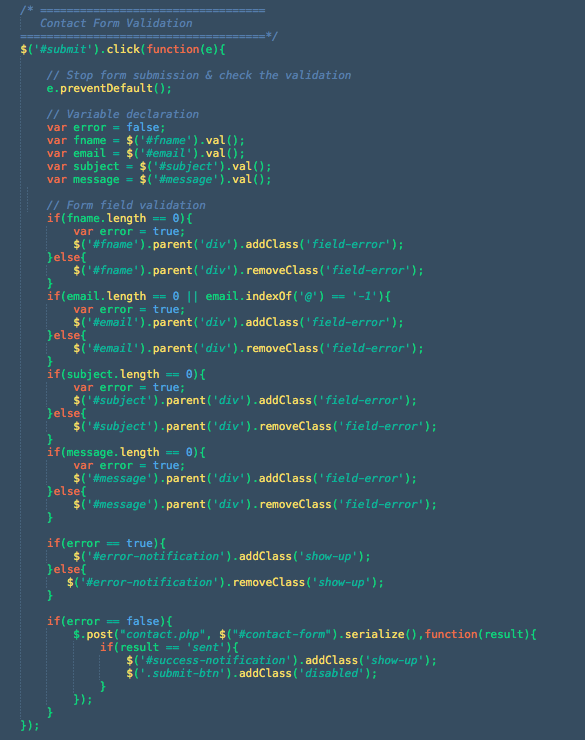 /* ==================================
   Contact Form Validation
=====================================*/
$('#submit').click(function(e){

    // Stop form submission & check the validation
    e.preventDefault();

    // Variable declaration
    var error = false;
    var fname = $('#fname').val();
    var email = $('#email').val();
    var subject = $('#subject').val();
    var message = $('#message').val();

    // Form field validation
    if(fname.length == 0){
        var error = true;
        $('#fname').parent('div').addClass('field-error');
    }else{
        $('#fname').parent('div').removeClass('field-error');
    }
    if(email.length == 0 || email.indexOf('@') == '-1'){
        var error = true;
        $('#email').parent('div').addClass('field-error');
    }else{
        $('#email').parent('div').removeClass('field-error');
    }
    if(subject.length == 0){
        var error = true;
        $('#subject').parent('div').addClass('field-error');
    }else{
        $('#subject').parent('div').removeClass('field-error');
    }
    if(message.length == 0){
        var error = true;
        $('#message').parent('div').addClass('field-error');
    }else{
        $('#message').parent('div').removeClass('field-error');
    }

    if(error == true){
        $('#error-notification').addClass('show-up');
    }else{
       $('#error-notification').removeClass('show-up');
    }

    if(error == false){
        $.post("contact.php", $("#contact-form").serialize(),function(result){
            if(result == 'sent'){
                $('#success-notification').addClass('show-up');
                $('.submit-btn').addClass('disabled');
            }
        });
    }
});